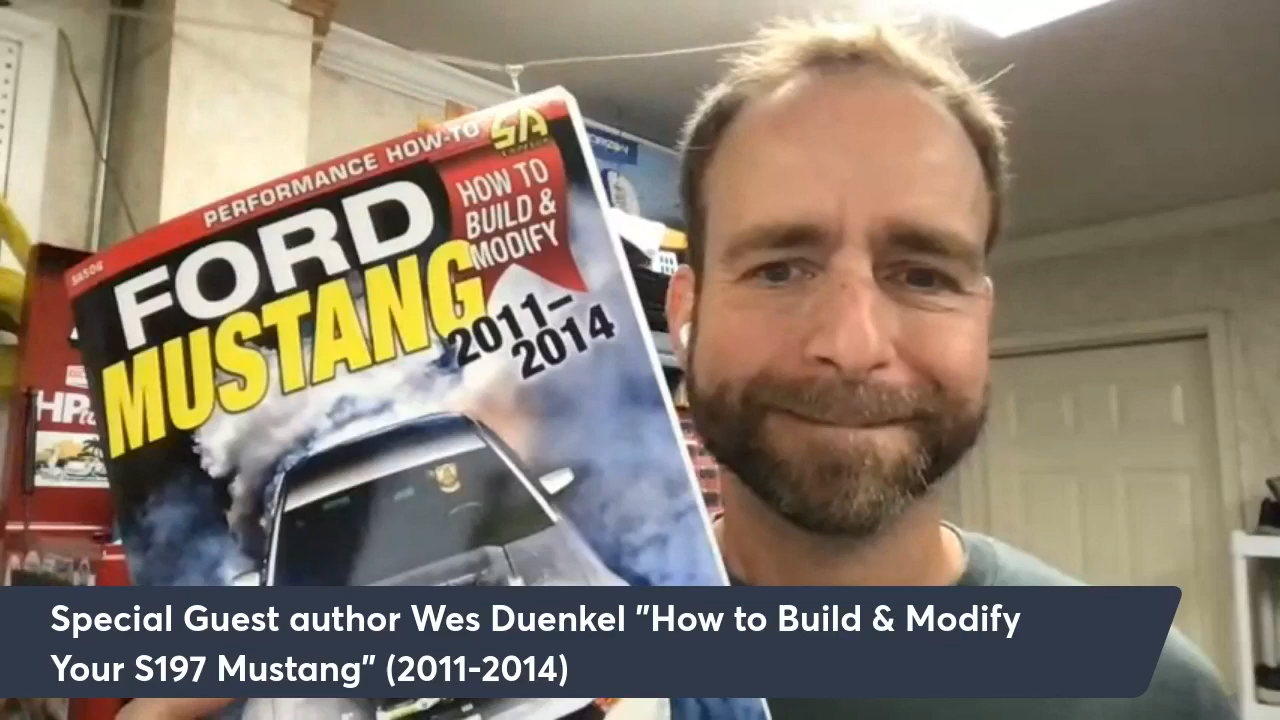 PERFORMANCE HOW-TO
SA
FORD
MUSTANG
HOW TO
BUILD &
MODIFY
2011–
2014
HP
Special Guest author Wes Duenkel "How to Build & Modify
Your S197 Mustang" (2011-2014)